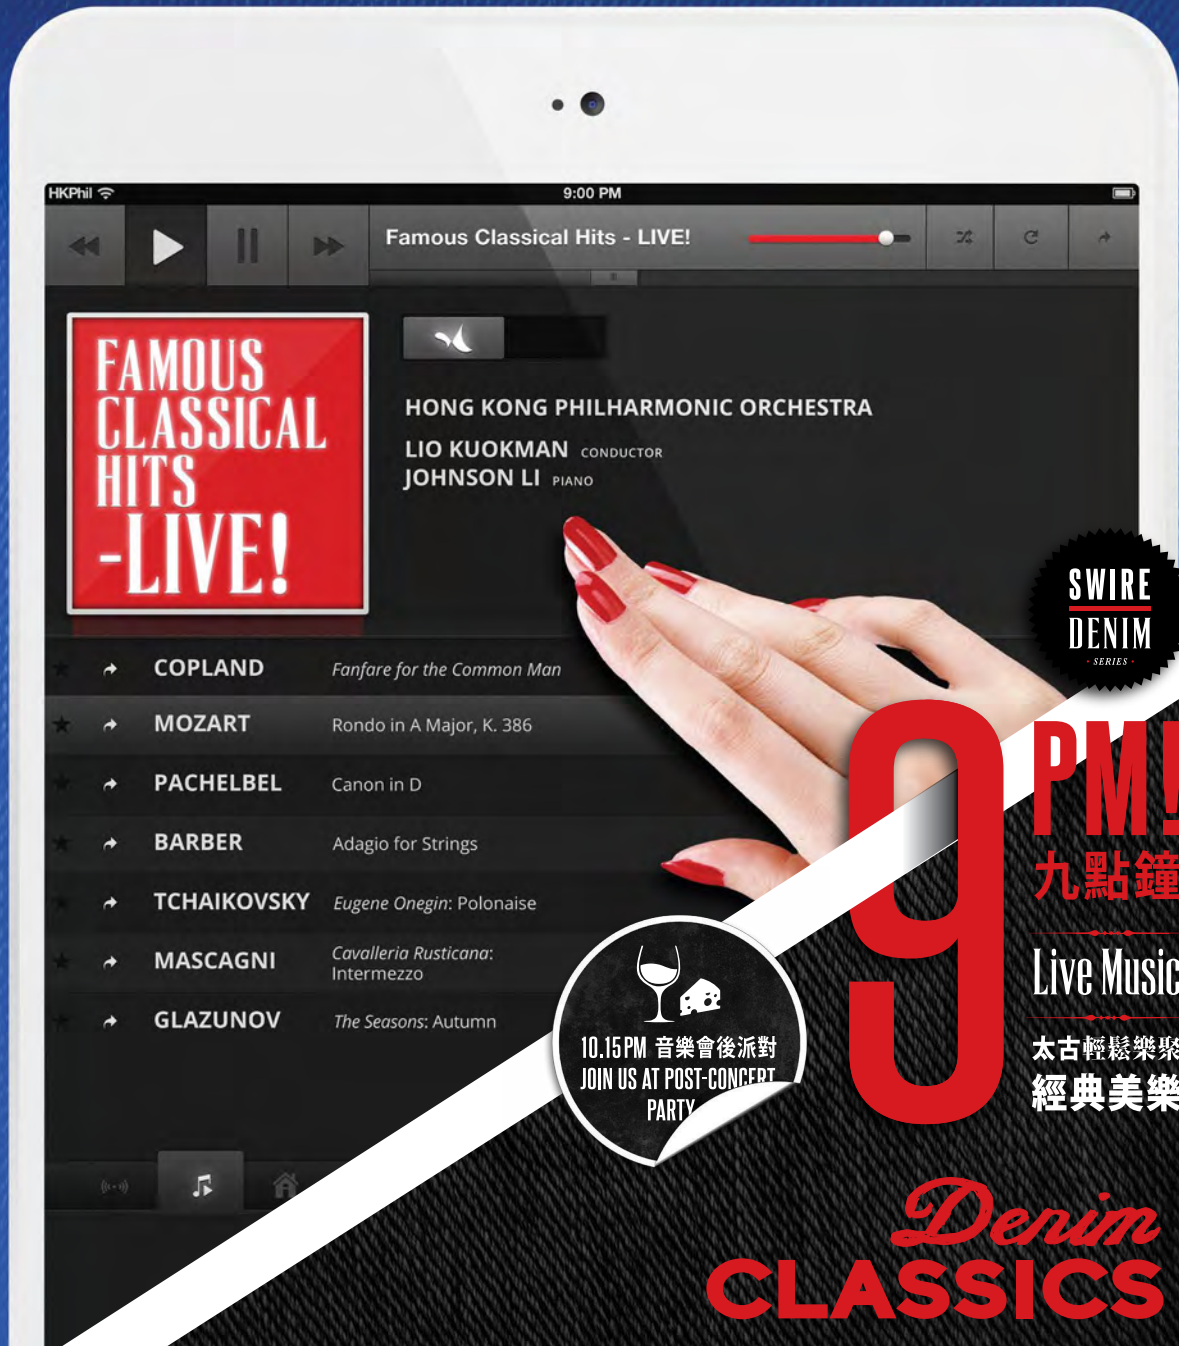 HKPhil
9:00 PM
Famous Classical Hits - LIVE!
FAMOUS
CLASSICAL
HITS
-LIVE!
HONG KONG PHILHARMONIC ORCHESTRA
LIO KUOKMAN CONDUCTOR
JOHNSON LI PIANO
SWIRE
DENIM
· SERIES ·
COPLAND Fanfare for the Common Man
MOZART Rondo in A Major, K. 386
PACHELBEL Canon in D
BARBER Adagio for Strings
TCHAIKOVSKY Eugene Onegin: Polonaise
MASCAGNI Cavalleria Rusticana:
Intermezzo
GLAZUNOV The Seasons: Autumn
9 PM!
九點鐘
Live Music
太古輕鬆樂聚
經典美樂
10.15PM 音樂會後派對
JOIN US AT POST-CONCERT
PARTY
Denim
CLASSICS